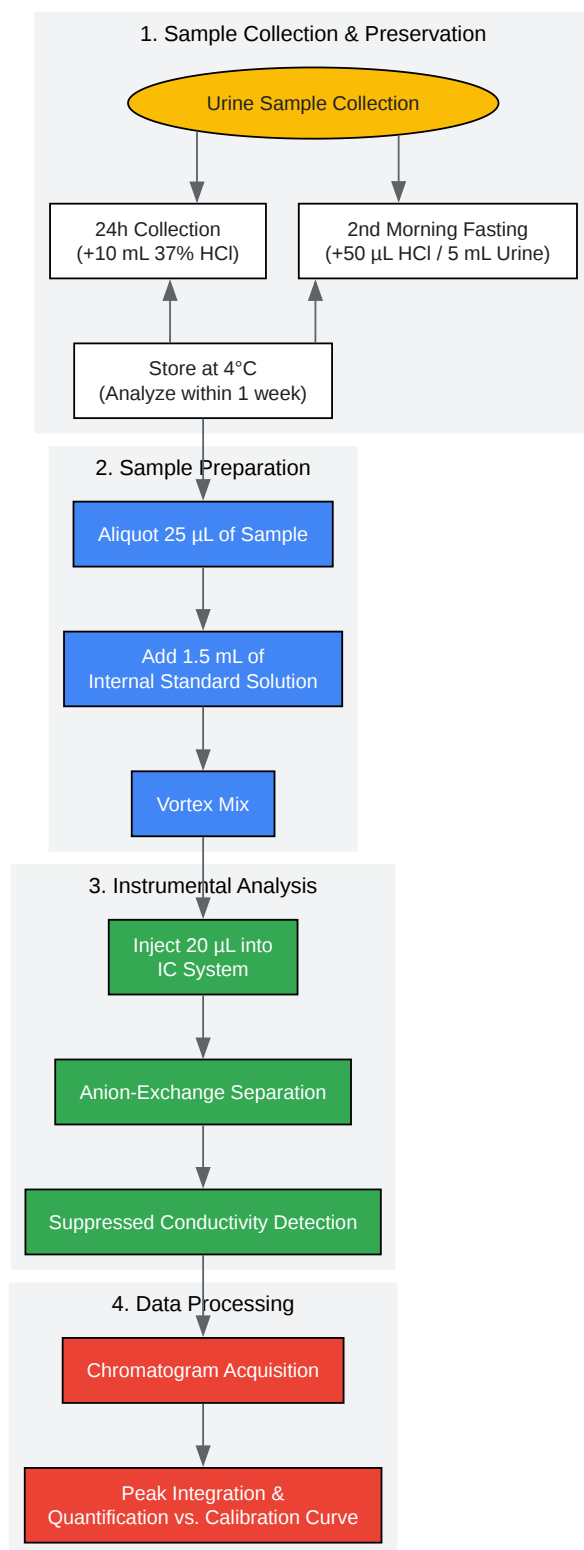 1. Sample Collection & Preservation
Urine Sample Collection
24h Collection
(+10 mL 37% HCl)
2nd Morning Fasting
(+50 µL HCl / 5 mL Urine)
Store at 4°C
(Analyze within 1 week)
2. Sample Preparation
Aliquot 25 µL of Sample
Add 1.5 mL of
Internal Standard Solution
Vortex Mix
3. Instrumental Analysis
Inject 20 µL into
IC System
Anion-Exchange Separation
Suppressed Conductivity Detection
4. Data Processing
Chromatogram Acquisition
Peak Integration &
Quantification vs. Calibration Curve